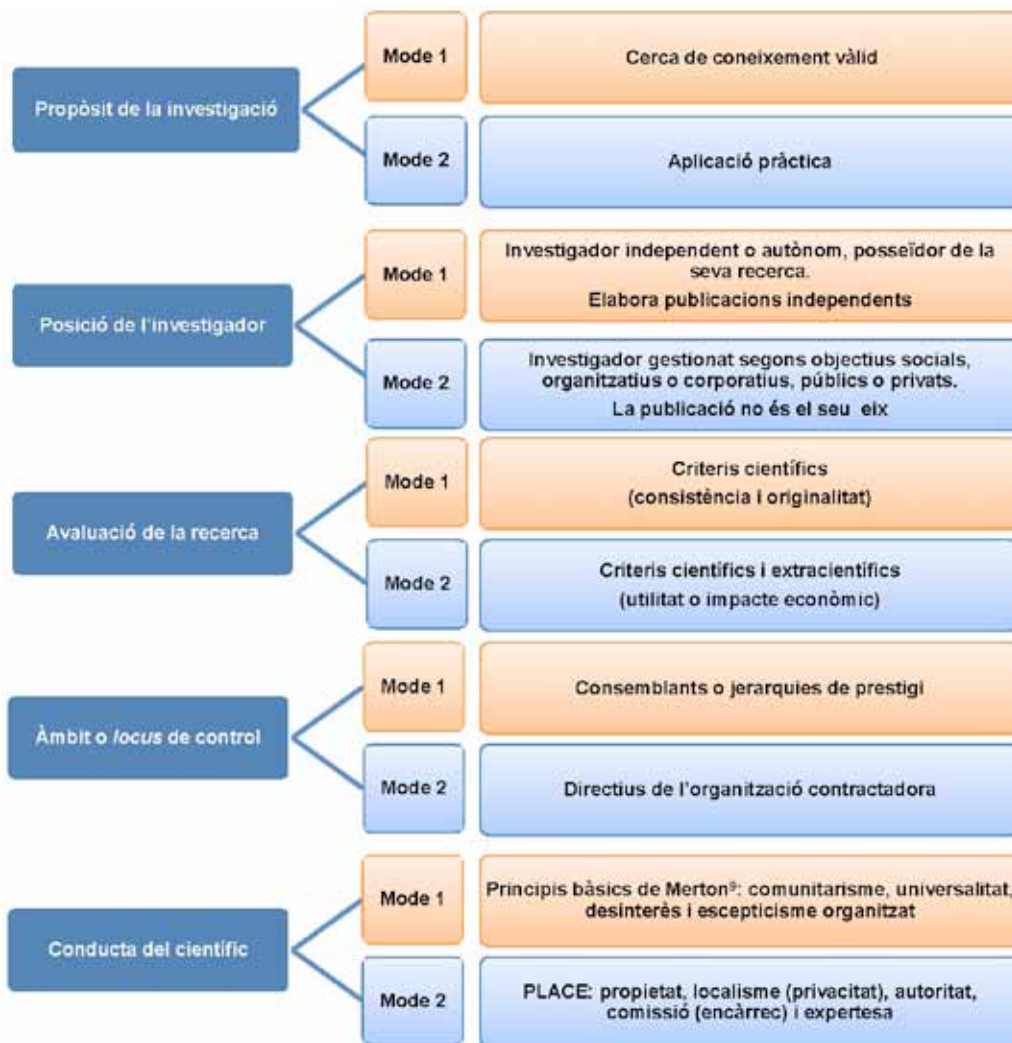 Propòsit de la investigació
Mode 1
Cerca de coneixement vàlid
Mode 2
Aplicació pràctica
Posició de l'investigador
Mode 1
Investigador independent o autònom, posseïdor de la
seva recerca.
Elabora publicacions independents
Mode 2
Investigador gestionat segons objectius socials,
organitzatius o corporatius, públics o privats.
La publicació no és el seu eix
Avaluació de la recerca
Mode 1
Criteris científics
(consistència i originalitat)
Mode 2
Criteris científics i extracientífics
(utilitat o impacte econòmic)
Àmbit o locus de control
Mode 1
Consemblants o jerarquies de prestigi
Mode 2
Directius de l'organització contractadora
Conducta del científic
Mode 1
Principis bàsics de Merton⁹: comunitarisme, universalitat,
desinterès i escepticisme organitzat
Mode 2
PLACE: propietat, localisme (privacitat), autoritat,
comissió (encàrrec) i expertesa